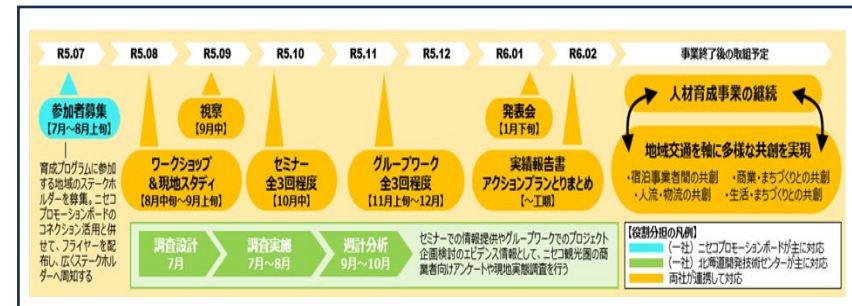 R5.07 R5.08 R5.09 R5.10 R5.11 R5.12 R6.01 R6.02 事業終了後の取組予定
参加者募集
【7月~8月上旬】
育成プログラムに参加
する地域のステークホ
ルダーを募集。ニセコ
プロモーションボードの
コネクション活用と併
せて、フライヤーを配
布し、広くステークホル
ダーへ周知する
視察
【9月中】
ワークショップ
&現地スタディ
【8月中旬~9月上旬】
セミナー
全3回程度
【10月中】
グループワーク
全3回程度
【11月上旬~12月】
発表会
【1月下旬】
実績報告書
アクションプランとりまとめ
【~工期】
人材育成事業の継続
地域交通を軸に多様な共創を実現
・宿泊事業者間の共創 ・商業・まちづくりとの共創
・人流・物流の共創 ・生活・まちづくりとの共創
調査設計
7月
調査実施
7月~8月
週計分析
9月~10月
セミナーでの情報提供やグループワークでのプロジェクト
企画検討のエビデンス情報として、ニセコ観光圏の商
業者向けアンケートや現地実態調査を行う
【役割分担の凡例】
(一社)ニセコプロモーションボードが主に対応
(一社)北海道開発技術センターが主に対応
両社が連携して対応